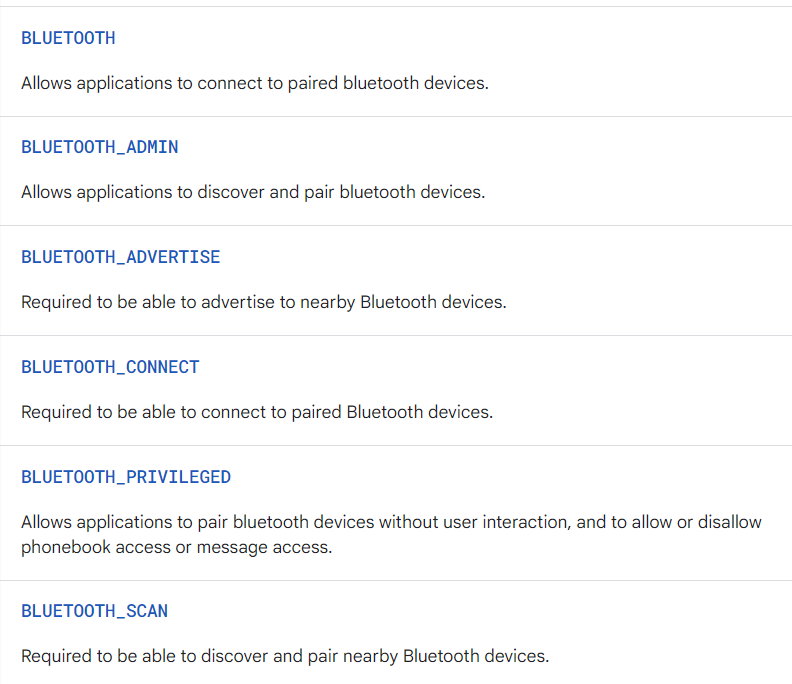 BLUETOOTH
Allows applications to connect to paired bluetooth devices.
BLUETOOTH_ADMIN
Allows applications to discover and pair bluetooth devices.
BLUETOOTH_ADVERTISE
Required to be able to advertise to nearby Bluetooth devices.
BLUETOOTH_CONNECT
Required to be able to connect to paired Bluetooth devices.
BLUETOOTH_PRIVILEGED
Allows applications to pair bluetooth devices without user interaction, and to allow or disallow
phonebook access or message access.
BLUETOOTH_SCAN
Required to be able to discover and pair nearby Bluetooth devices.